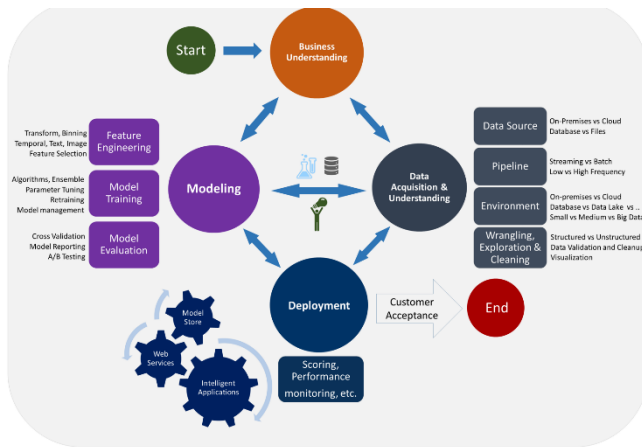 Start
Business
Understanding
Feature
Engineering
Transform, Binning
Temporal, Text, Image
Feature Selection
Model
Training
Algorithms, Ensemble
Parameter Tuning
Retraining
Model management
Model
Evaluation
Cross Validation
Model Reporting
A/B Testing
Modeling
Data
Acquisition &
Understanding
Data Source
On-Premises vs Cloud
Database vs Files
Pipeline
Streaming vs Batch
Low vs High Frequency
Environment
On-premises vs Cloud
Database vs Data Lake vs ..
Small vs Medium vs Big Data
Wrangling,
Exploration &
Cleaning
Structured vs Unstructured
Data Validation and Cleanup
Visualization
Deployment
Customer
Acceptance
End
Scoring,
Performance
monitoring, etc.
Model
Store
Web
Services
Intelligent
Applications